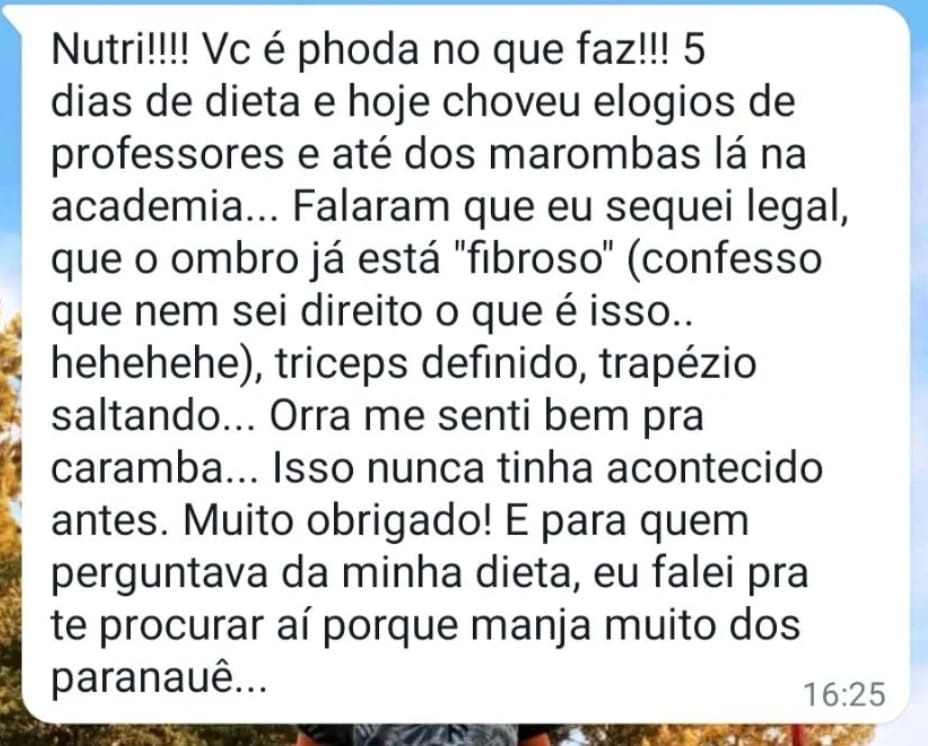 Nutri!!!! Vc é phoda no que faz!!! 5
dias de dieta e hoje choveu elogios de
professores e até dos marombas lá na
academia... Falaram que eu sequei legal,
que o ombro já está "fibroso" (confesso
que nem sei direito o que é isso..
hehehehe), triceps definido, trapézio
saltando... Orra me senti bem pra
caramba... Isso nunca tinha acontecido
antes. Muito obrigado! E para quem
perguntava da minha dieta, eu falei pra
te procurar aí porque manja muito dos
paranauê...
16:25